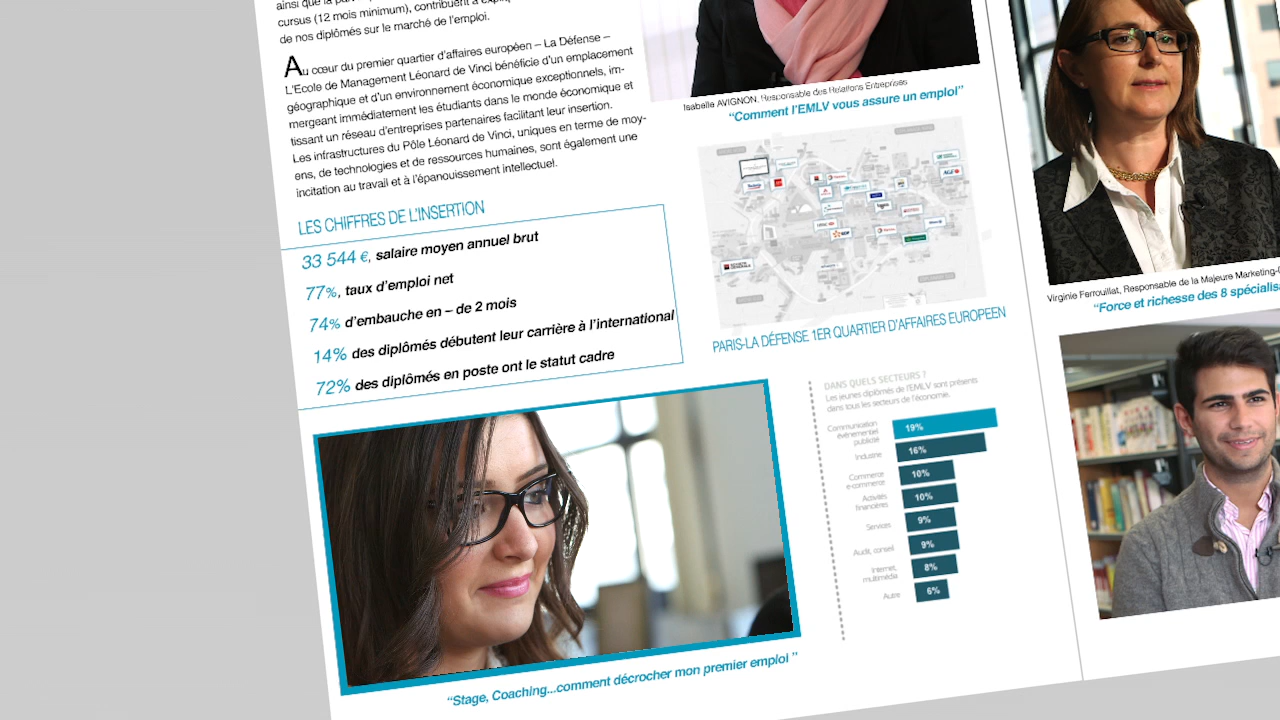 ainsi que la
cursus (12 mois minimum), contribuent à
de nos diplômés sur le marché de l'emploi.
Au cœur du premier quartier d'affaires européen – La Défense –
L'Ecole de Management Léonard de Vinci bénéficie d'un emplacement
géographique et d'un environnement économique exceptionnels, im-
mergeant immédiatement les étudiants dans le monde économique et
tissant un réseau d'entreprises partenaires facilitant leur insertion.
Les infrastructures du Pôle Léonard de Vinci, uniques en terme de moy-
ens, de technologies et de ressources humaines, sont également une
incitation au travail et à l'épanouissement intellectuel.
LES CHIFFRES DE L'INSERTION
33 544 €, salaire moyen annuel brut
77%, taux d'emploi net
74% d'embauche en – de 2 mois
14% des diplômés débutent leur carrière à l'international
72% des diplômés en poste ont le statut cadre
"Stage, Coaching...comment décrocher mon premier emploi "
Isabelle AVIGNON, Responsable des Relations Entreprises
"Comment l'EMLV vous assure un emploi"
PARIS-LA DÉFENSE 1ER QUARTIER D'AFFAIRES EUROPEEN
DANS QUELS SECTEURS ?
Les jeunes diplômés de l'EMLV sont présents
dans tous les secteurs de l'économie.
Communication
événementiel
publicité
19%
Industrie
16%
Commerce
e-commerce
10%
Activités
financières
10%
Services
9%
Audit, conseil
9%
Internet,
multimédia
8%
Autre
6%
Virginie Ferrouillat, Responsable de la Majeure Marketing-
"Force et richesse des 8 spécialis